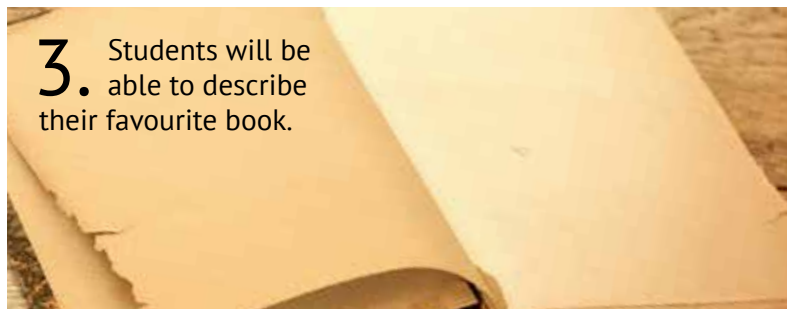 3. Students will be
able to describe
their favourite book.